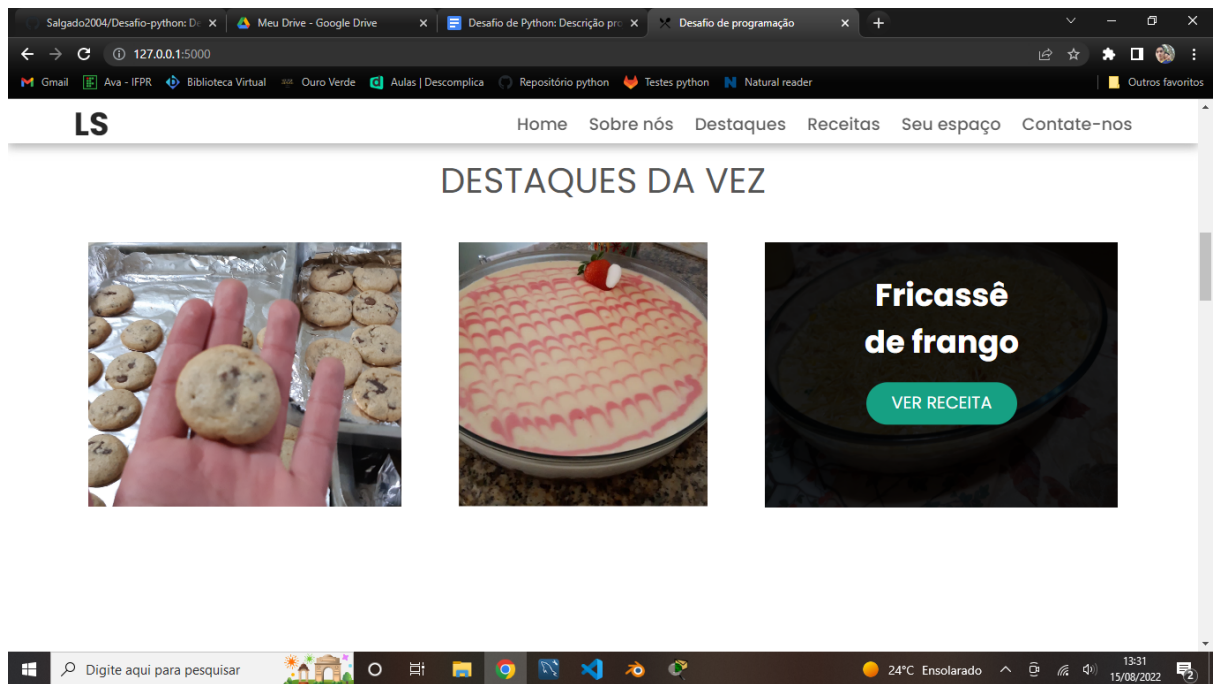 Salgado2004/Desafio-python: De
Meu Drive - Google Drive
Desafio de Python: Descrição pro
Desafio de programação
127.0.0.1:5000
Gmail
Ava - IFPR
Biblioteca Virtual
Ouro Verde
Aulas | Descomplica
Repositório python
Testes python
Natural reader
Outros favoritos
LS
Home Sobre nós Destaques Receitas Seu espaço Contate-nos
DESTAQUES DA VEZ
Fricassê
de frango
VER RECEITA
Digite aqui para pesquisar
24°C Ensolarado
13:31
15/08/2022
2